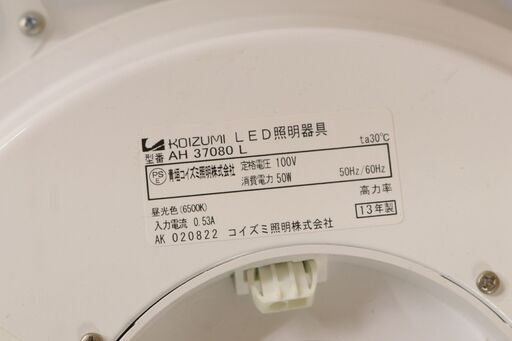 KOIZUMI LED照明器具
型番 AH 37080 L ta30℃
PSE 青垣コイズミ照明株式会社 定格電圧 100V
消費電力 50W 50Hz/60Hz
昼光色(6500K) 高力率
入力電流 0.53A 13年製
AK 020822 コイズミ照明株式会社